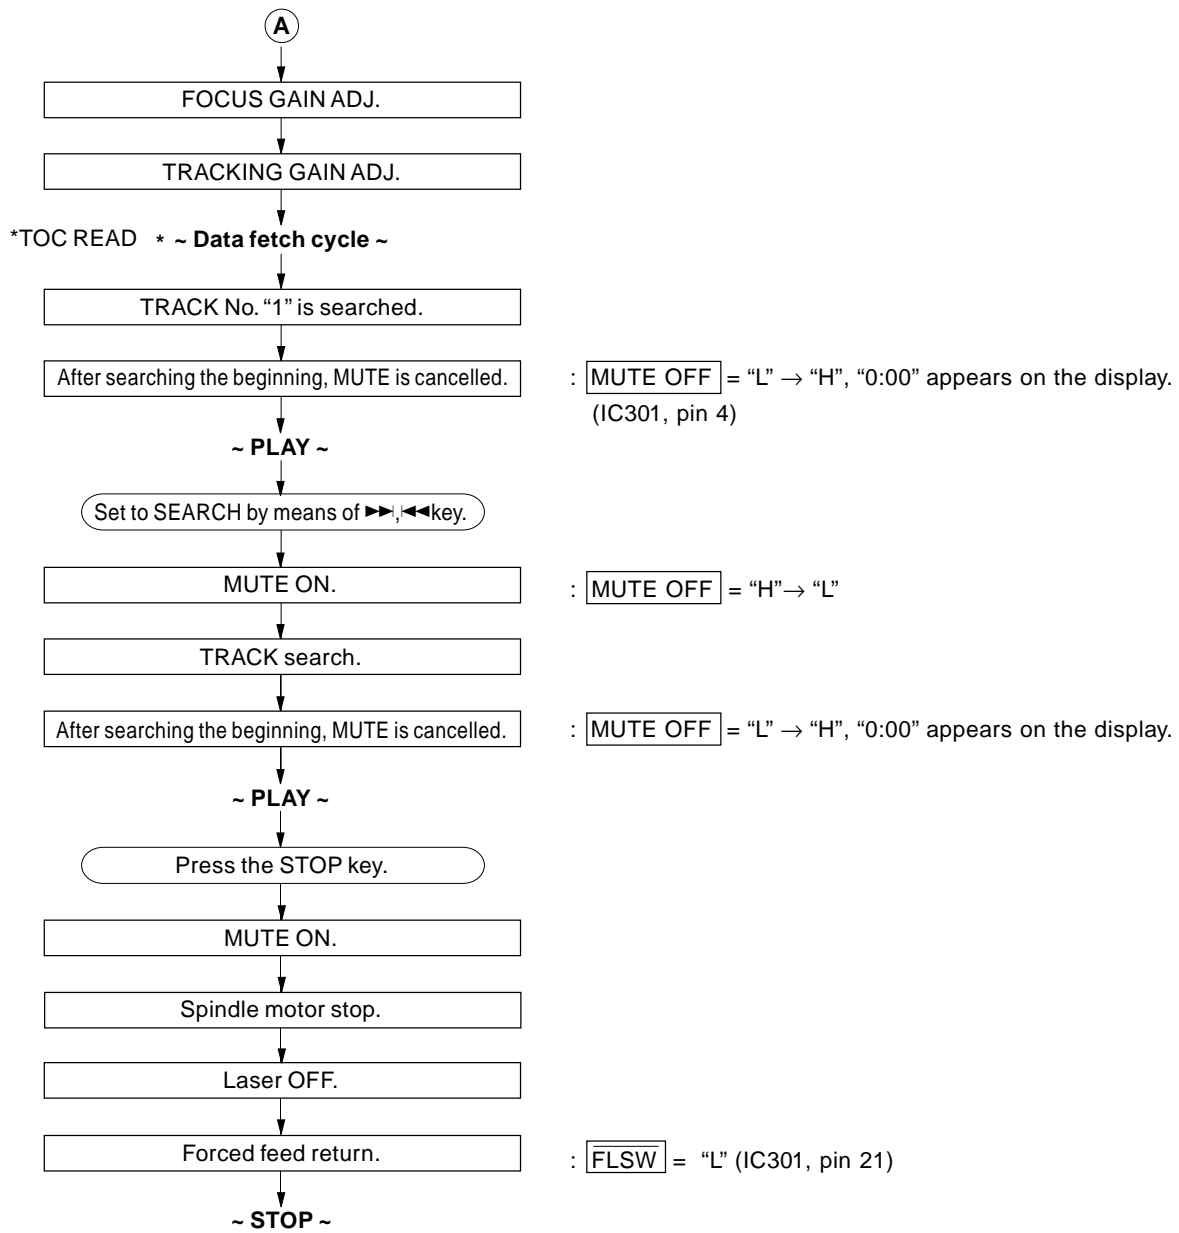 A
FOCUS GAIN ADJ.
TRACKING GAIN ADJ.
*TOC READ * ~ Data fetch cycle ~
TRACK No. “1” is searched.
After searching the beginning, MUTE is cancelled. : MUTE OFF = “L” → “H”, “0:00” appears on the display.
(IC301, pin 4)
~ PLAY ~
Set to SEARCH by means of ▶▶|,|◀◀key.
MUTE ON. : MUTE OFF = “H”→ “L”
TRACK search.
After searching the beginning, MUTE is cancelled. : MUTE OFF = “L” → “H”, “0:00” appears on the display.
~ PLAY ~
Press the STOP key.
MUTE ON.
Spindle motor stop.
Laser OFF.
Forced feed return. : F̅L̅S̅W̅ = “L” (IC301, pin 21)
~ STOP ~